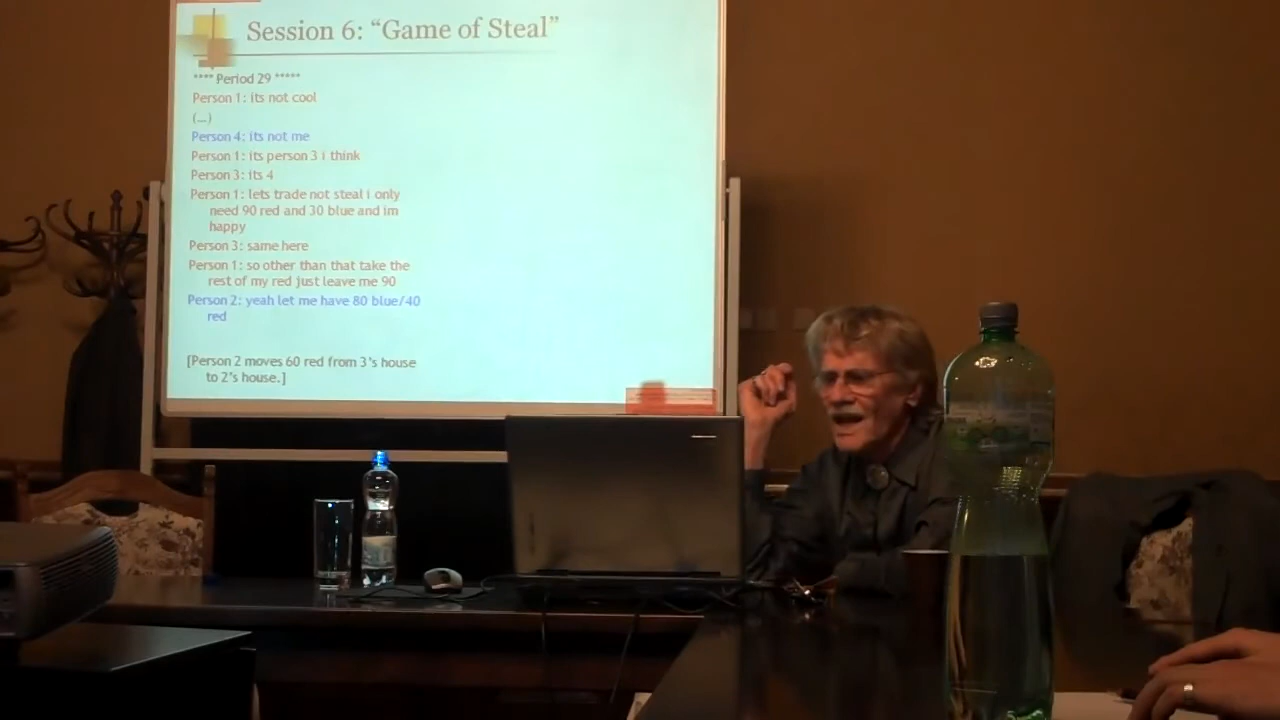 Session 6: “Game of Steal”
**** Period 29 *****
Person 1: its not cool
(...)
Person 4: its not me
Person 1: its person 3 i think
Person 3: its 4
Person 1: lets trade not steal i only
need 90 red and 30 blue and im
happy
Person 3: same here
Person 1: so other than that take the
rest of my red just leave me 90
Person 2: yeah let me have 80 blue/40
red
[Person 2 moves 60 red from 3's house
to 2's house.]